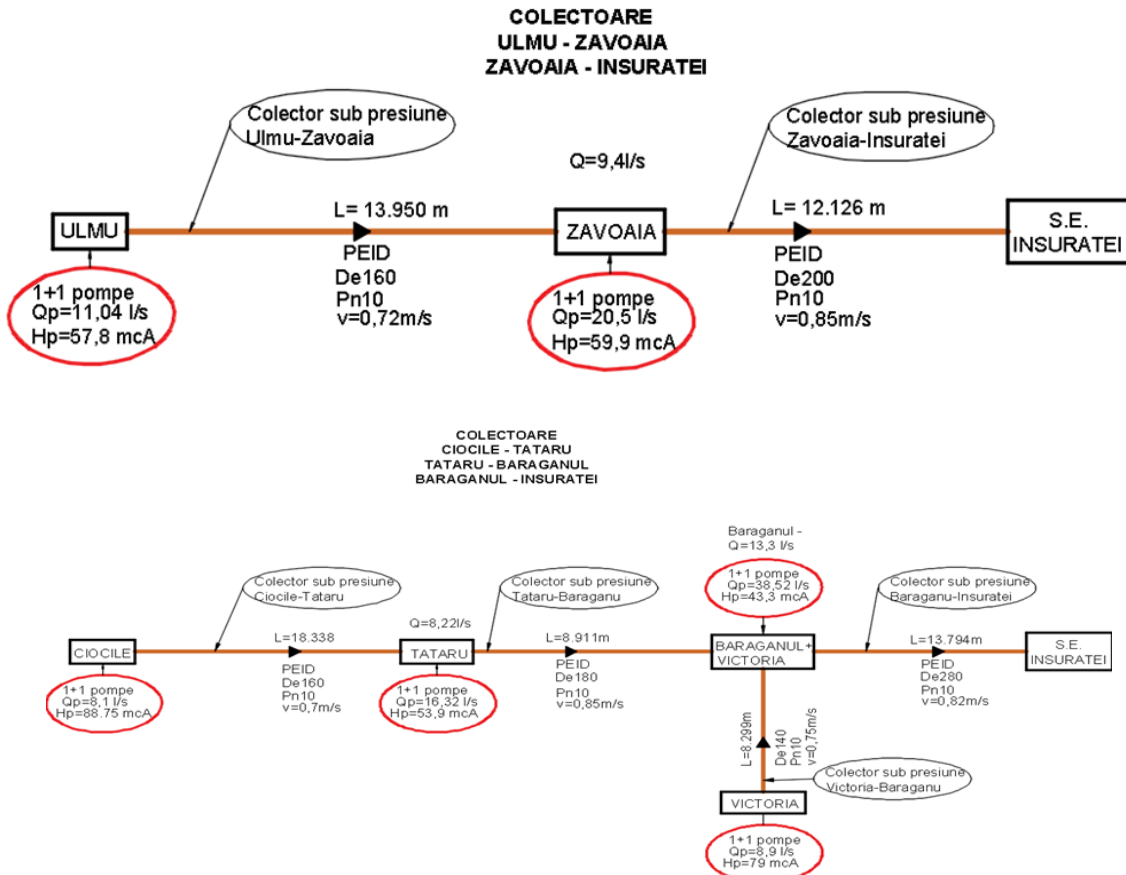 COLECTOARE
ULMU - ZAVOAIA
ZAVOAIA - INSURATEI
Colector sub presiune
Ulmu-Zavoaia
Colector sub presiune
Zavoaia-Insuratei
Q=9,4l/s
L= 13.950 m
L= 12.126 m
ULMU
ZAVOAIA
S.E.
INSURATEI
PEID
De160
Pn10
v=0,72m/s
PEID
De200
Pn10
v=0,85m/s
1+1 pompe
Qp=11,04 l/s
Hp=57,8 mcA
1+1 pompe
Qp=20,5 l/s
Hp=59,9 mcA
COLECTOARE
CIOCILE - TATARU
TATARU - BARAGANUL
BARAGANUL - INSURATEI
Baraganul -
Q=13,3 l/s
1+1 pompe
Qp=38,52 l/s
Hp=43,3 mcA
Colector sub presiune
Ciocile-Tataru
Colector sub presiune
Tataru-Baraganu
Colector sub presiune
Baraganu-Insuratei
Q=8,22l/s
L=18.338
L=8.911m
L=13.794m
CIOCILE
TATARU
BARAGANUL+
VICTORIA
S.E.
INSURATEI
PEID
De160
Pn10
v=0,7m/s
PEID
De180
Pn10
v=0,85m/s
PEID
De280
Pn10
v=0,82m/s
1+1 pompe
Qp=8,1 l/s
Hp=88.75 mcA
1+1 pompe
Qp=16,32 l/s
Hp=53,9 mcA
L=8.299m
De140
Pn10
v=0,75m/s
Colector sub presiune
Victoria-Baraganu
VICTORIA
1+1 pompe
Qp=8,9 l/s
Hp=79 mcA